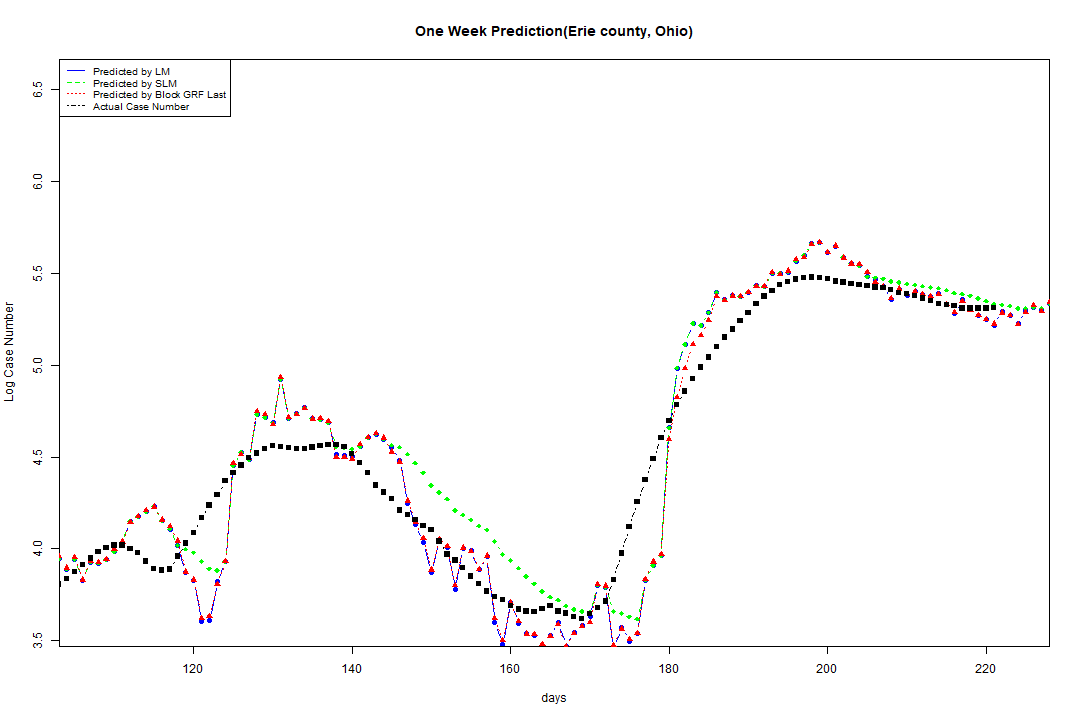 One Week Prediction(Erie county, Ohio)
Predicted by LM
Predicted by SLM
Predicted by Block GRF Last
Actual Case Number
6.5
6.0
5.5
5.0
4.5
4.0
3.5
Log Case Number
120 140 160 180 200 220
days